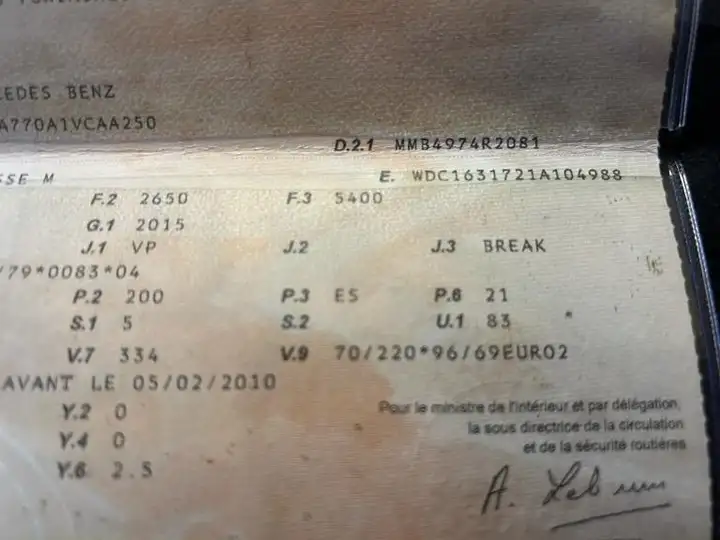 EDES BENZ
A770A1VCAA250
D.2.1 MMB4974R2081
SSE M E. WDC1631721A104988
F.2 2650 F.3 5400
G.1 2015
J.1 VP J.2 J.3 BREAK
/79*0083*04
P.2 200 P.3 ES P.6 21
S.1 5 S.2 U.1 83 *
V.7 334 V.9 70/220*96/69EURO2
AVANT LE 05/02/2010
Y.2 0
Y.4 0
Y.6 2.5
Pour le ministre de l'intérieur et par délégation,
la sous directrice de la circulation
et de la sécurité routières